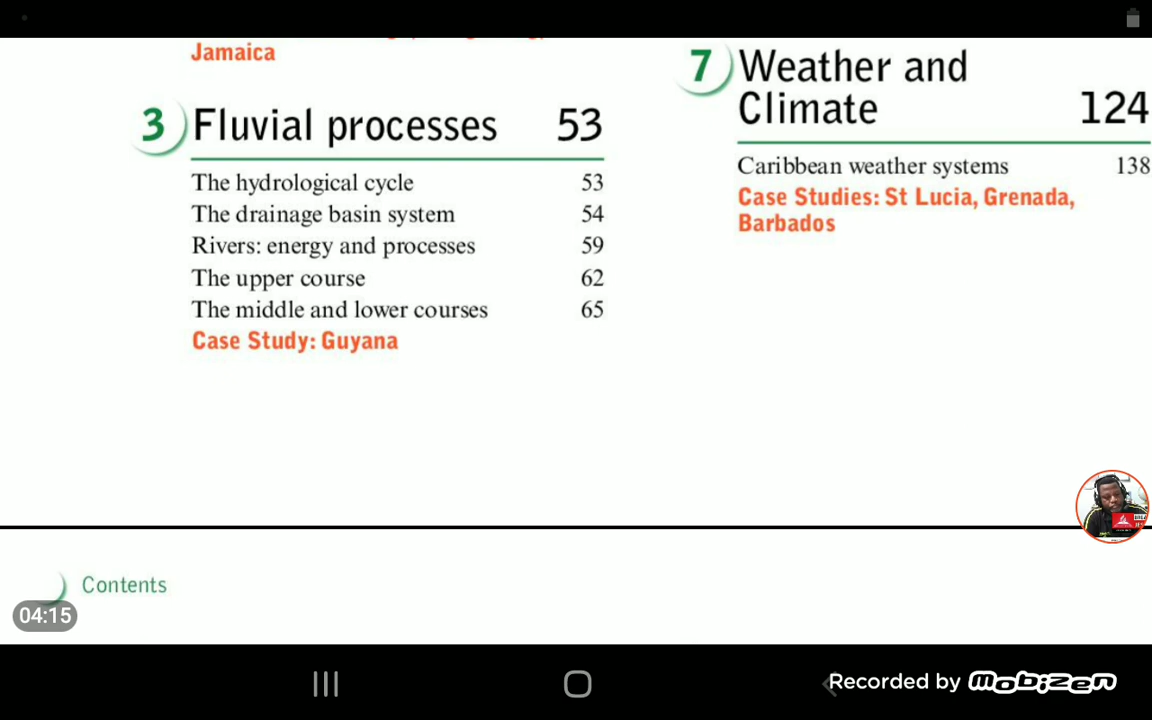 Jamaica
3 Fluvial processes 53
The hydrological cycle 53
The drainage basin system 54
Rivers: energy and processes 59
The upper course 62
The middle and lower courses 65
Case Study: Guyana
7 Weather and
Climate 124
Caribbean weather systems 138
Case Studies: St Lucia, Grenada,
Barbados
Contents
04:15
Recorded by mobizen